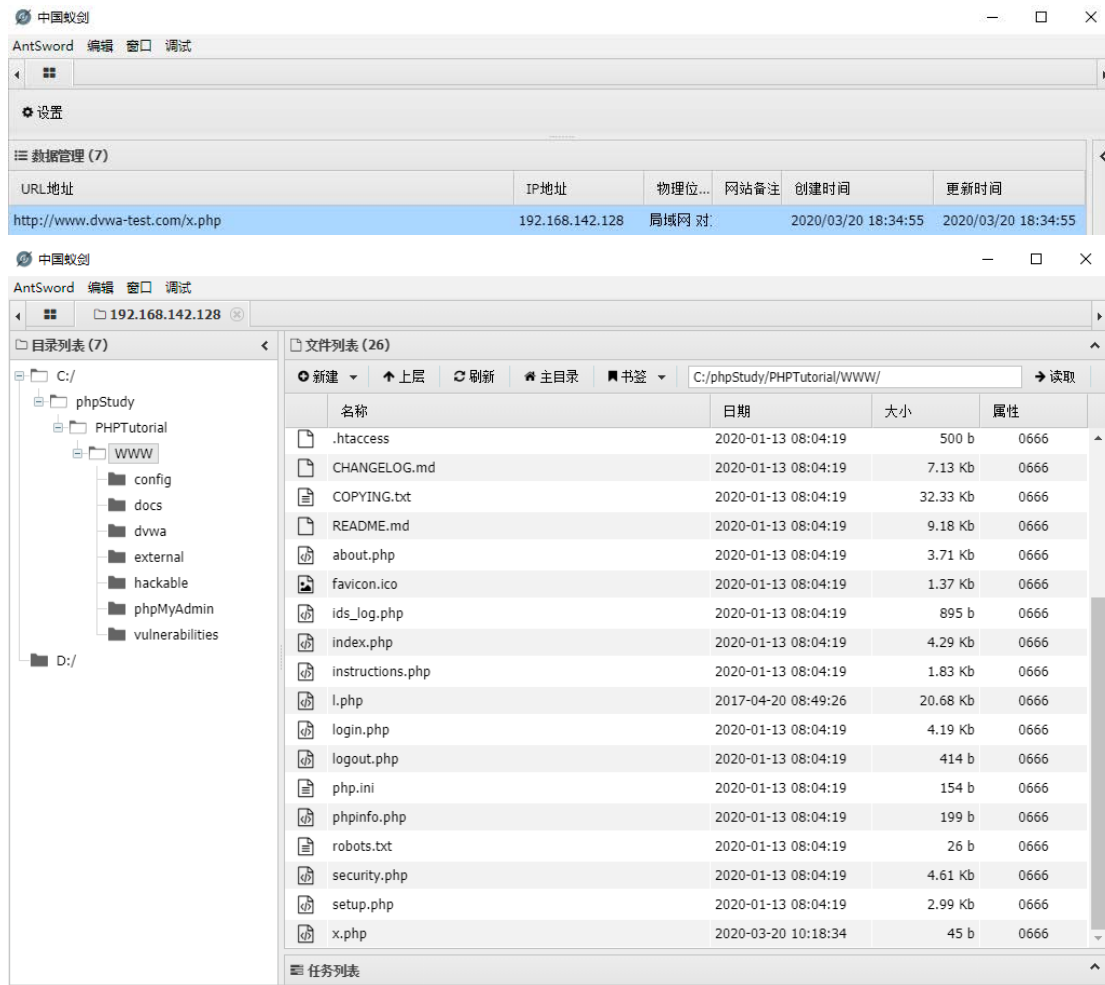 中国蚁剑
AntSword 编辑 窗口 调试
设置
数据管理 (7)
URL地址 IP地址 物理位... 网站备注 创建时间 更新时间
http://www.dvwa-test.com/x.php 192.168.142.128 局域网 对 2020/03/20 18:34:55 2020/03/20 18:34:55
中国蚁剑
AntSword 编辑 窗口 调试
192.168.142.128
目录列表 (7)
C:/
phpStudy
PHPTutorial
WWW
config
docs
dvwa
external
hackable
phpMyAdmin
vulnerabilities
D:/
文件列表 (26)
新建 上层 刷新 主目录 书签 C:/phpStudy/PHPTutorial/WWW/ 读取
名称 日期 大小 属性
.htaccess 2020-01-13 08:04:19 500 b 0666
CHANGELOG.md 2020-01-13 08:04:19 7.13 Kb 0666
COPYING.txt 2020-01-13 08:04:19 32.33 Kb 0666
README.md 2020-01-13 08:04:19 9.18 Kb 0666
about.php 2020-01-13 08:04:19 3.71 Kb 0666
favicon.ico 2020-01-13 08:04:19 1.37 Kb 0666
ids_log.php 2020-01-13 08:04:19 895 b 0666
index.php 2020-01-13 08:04:19 4.29 Kb 0666
instructions.php 2020-01-13 08:04:19 1.83 Kb 0666
l.php 2017-04-20 08:49:26 20.68 Kb 0666
login.php 2020-01-13 08:04:19 4.19 Kb 0666
logout.php 2020-01-13 08:04:19 414 b 0666
php.ini 2020-01-13 08:04:19 154 b 0666
phpinfo.php 2020-01-13 08:04:19 199 b 0666
robots.txt 2020-01-13 08:04:19 26 b 0666
security.php 2020-01-13 08:04:19 4.61 Kb 0666
setup.php 2020-01-13 08:04:19 2.99 Kb 0666
x.php 2020-03-20 10:18:34 45 b 0666
任务列表